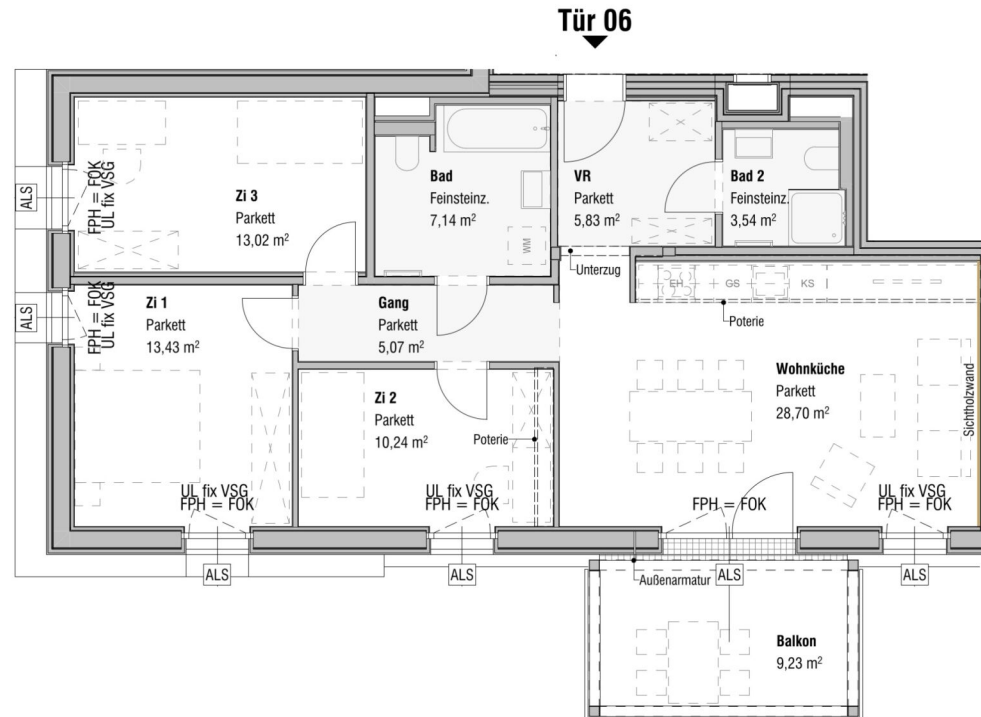 Tür 06
Zi 3
Parkett
13,02 m²
Bad
Feinsteinz.
7,14 m²
WM
VR
Parkett
5,83 m²
Bad 2
Feinsteinz.
3,54 m²
ALS
FPH = FOK
UL fix VSG
Unterzug
EH
GS
KS
Poterie
ALS
FPH = FOK
UL fix VSG
Zi 1
Parkett
13,43 m²
Gang
Parkett
5,07 m²
Zi 2
Parkett
10,24 m²
Poterie
Wohnküche
Parkett
28,70 m²
Sichtholzwand
UL fix VSG
FPH = FOK
UL fix VSG
FPH = FOK
FPH = FOK
UL fix VSG
FPH = FOK
ALS
ALS
Außenarmatur
ALS
ALS
Balkon
9,23 m²